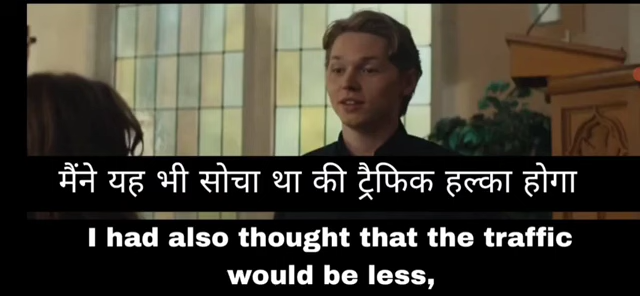 मैंने यह भी सोचा था की ट्रैफिक हल्का होगा
I had also thought that the traffic
would be less,